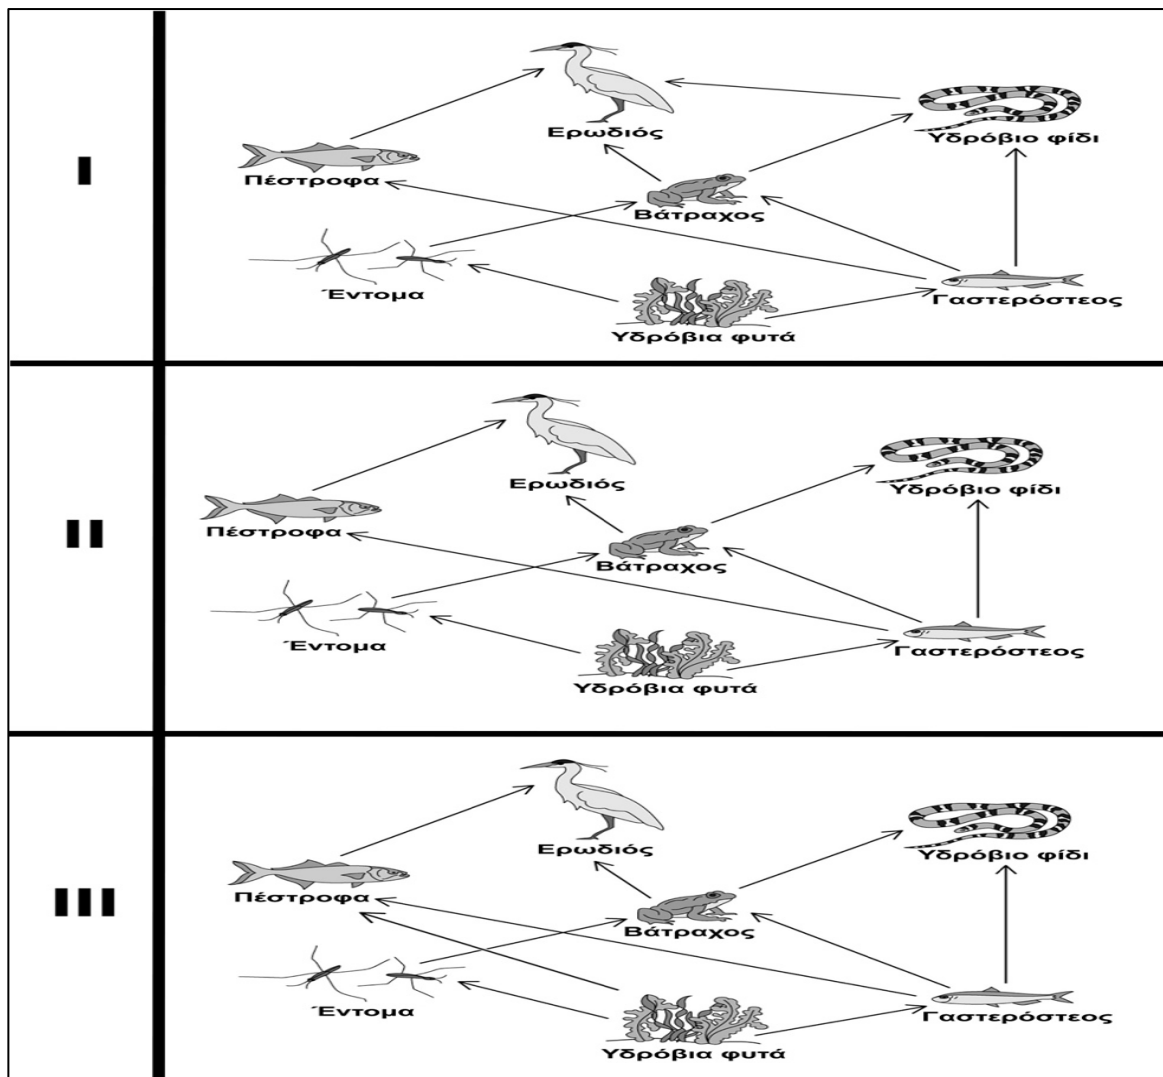 I
Ερωδιός
Υδρόβιο φίδι
Πέστροφα
Βάτραχος
Έντομα
Γαστερόστεος
Υδρόβια φυτά
II
Ερωδιός
Υδρόβιο φίδι
Πέστροφα
Βάτραχος
Έντομα
Γαστερόστεος
Υδρόβια φυτά
III
Ερωδιός
Υδρόβιο φίδι
Πέστροφα
Βάτραχος
Έντομα
Γαστερόστεος
Υδρόβια φυτά